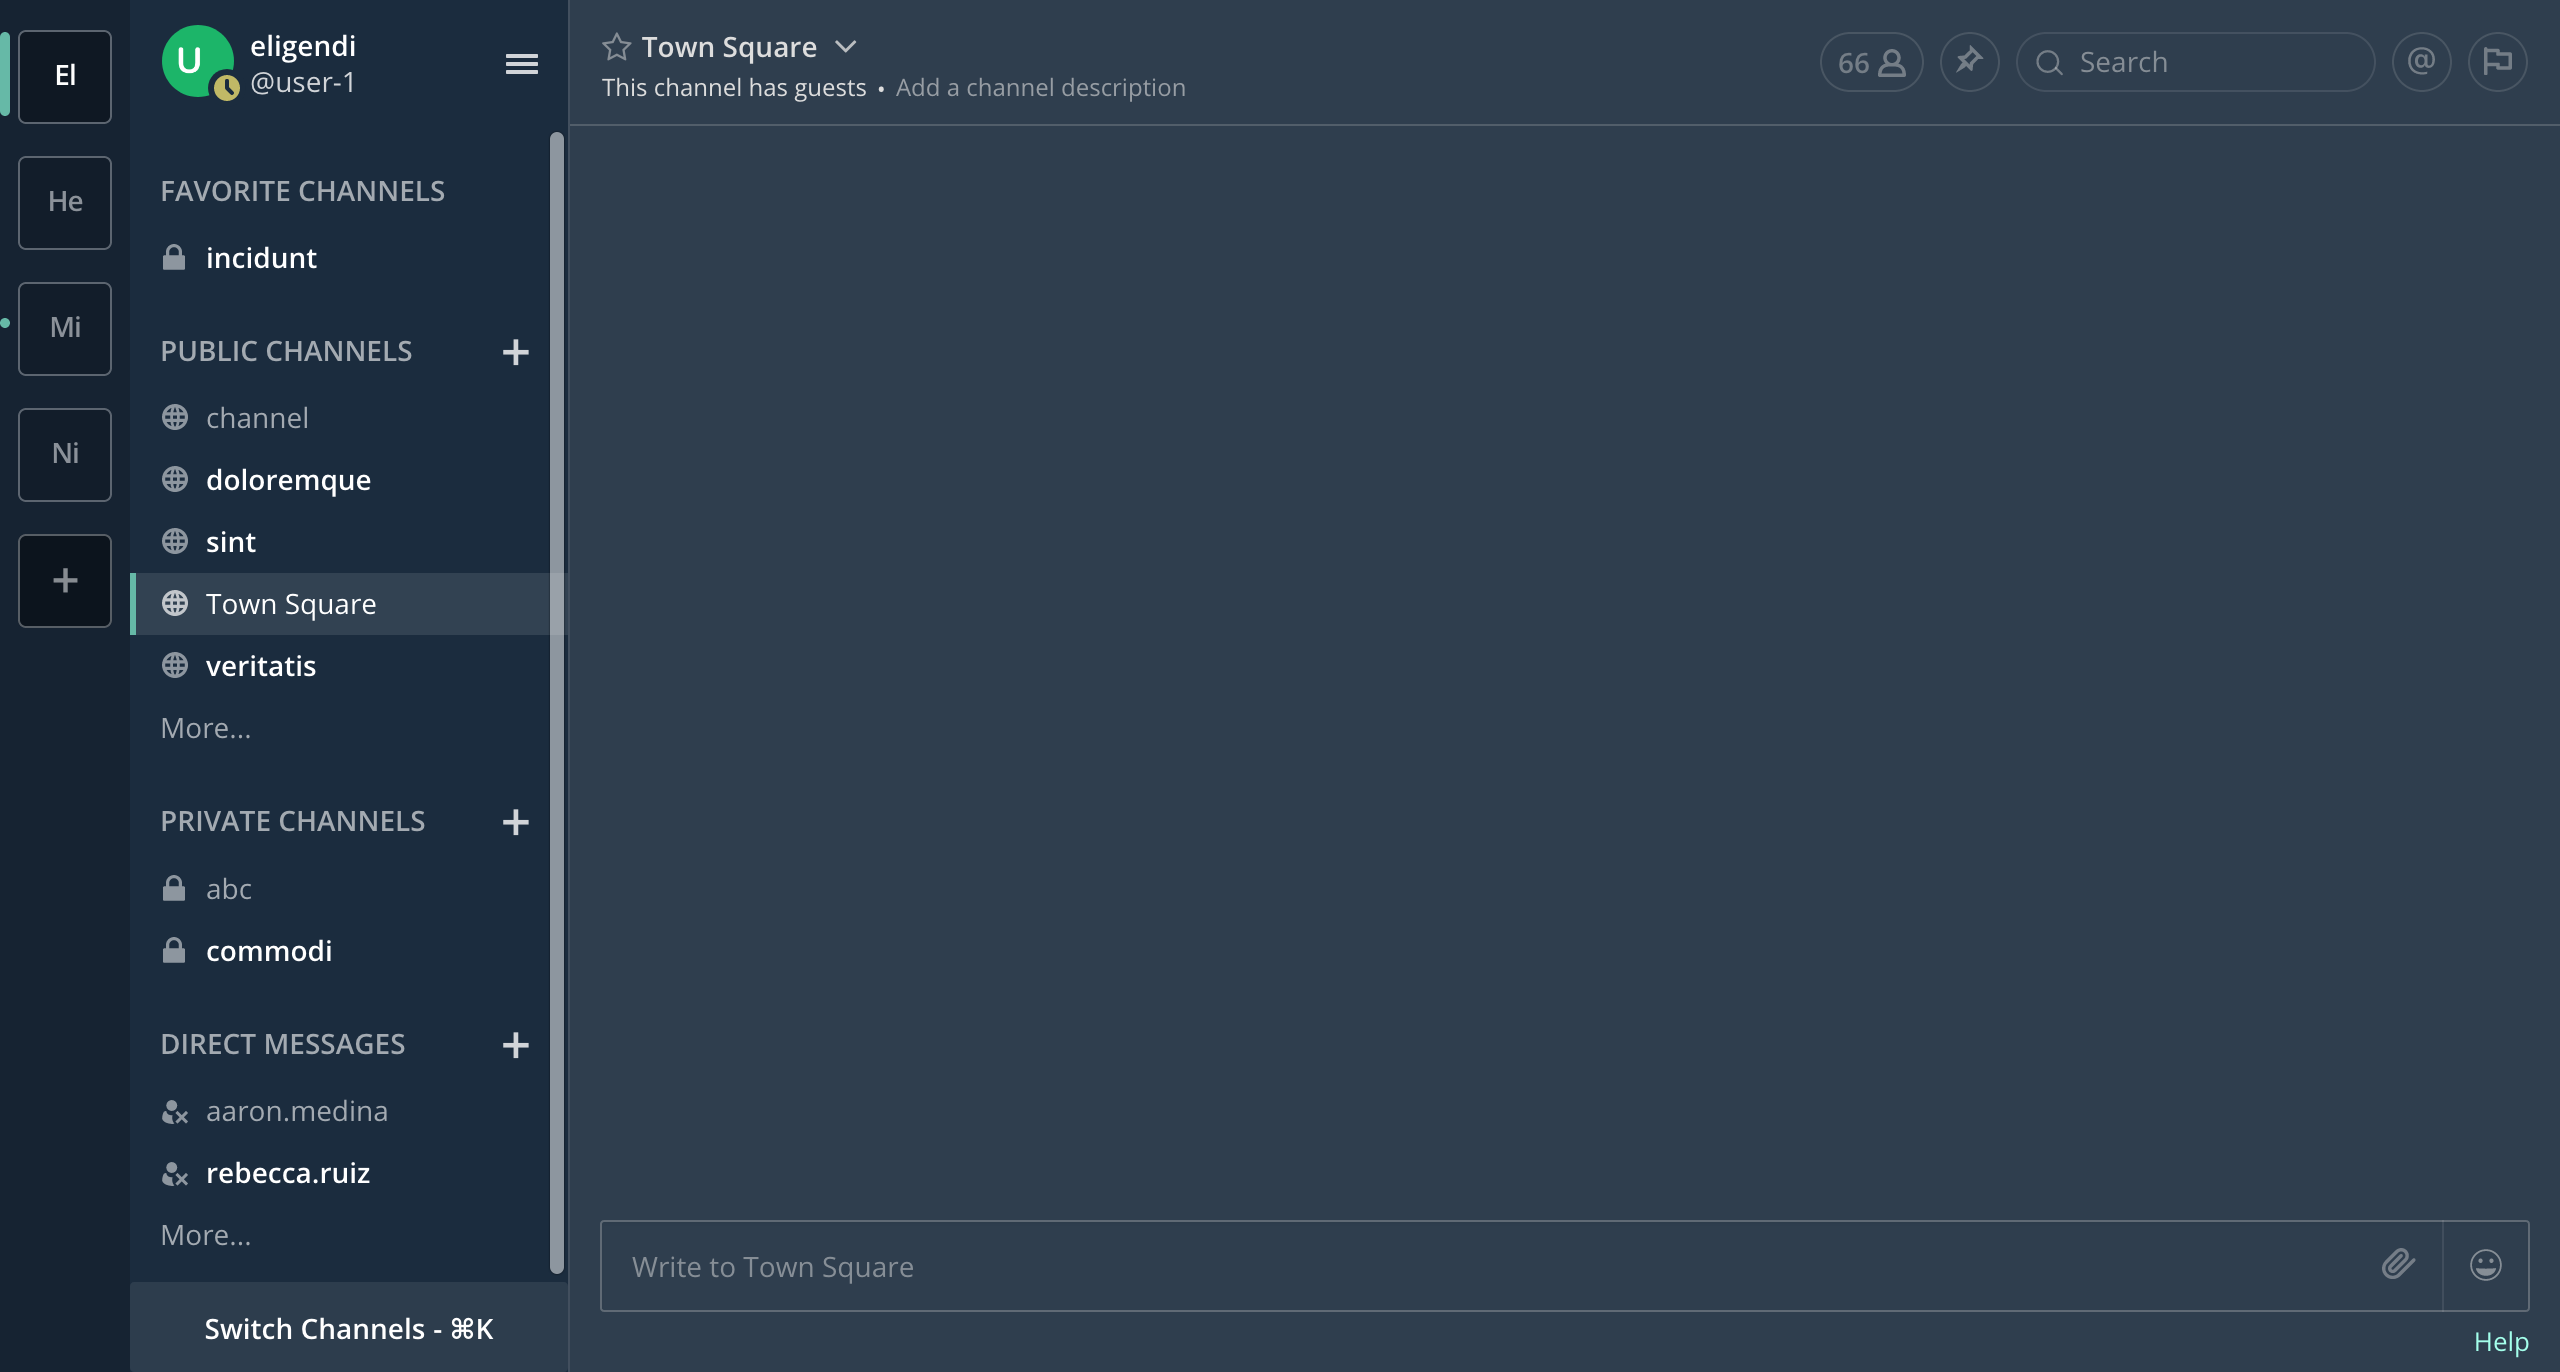 El
He
Mi
Ni
+
U
eligendi
@user-1
FAVORITE CHANNELS
incidunt
PUBLIC CHANNELS +
channel
doloremque
sint
Town Square
veritatis
More...
PRIVATE CHANNELS +
abc
commodi
DIRECT MESSAGES +
aaron.medina
rebecca.ruiz
More...
Switch Channels - ⌘K
Town Square
This channel has guests • Add a channel description
66
Search
@
Write to Town Square
Help